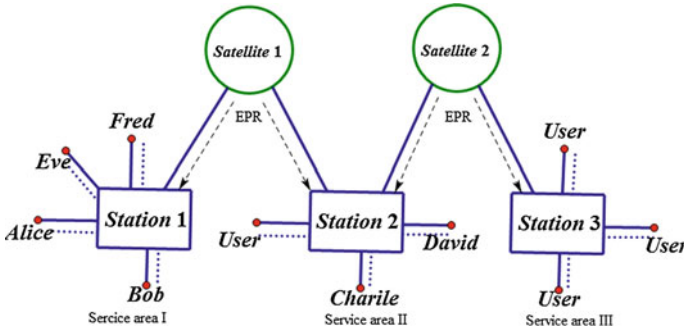 Satellite 1
Satellite 2
EPR
EPR
Fred
User
Eve
Station 1
Station 2
Station 3
Alice
User
David
User
Bob
Charile
User
Sercice area I
Service area II
Service area III